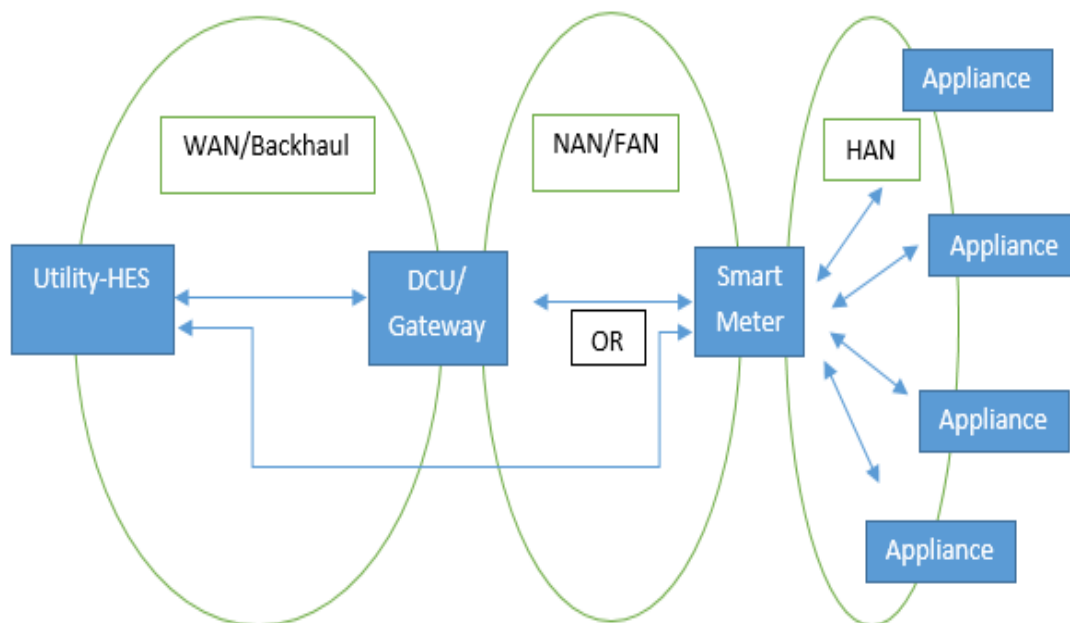 Appliance
WAN/Backhaul
NAN/FAN
HAN
Utility-HES
DCU/
Gateway
Smart
Meter
Appliance
OR
Appliance
Appliance